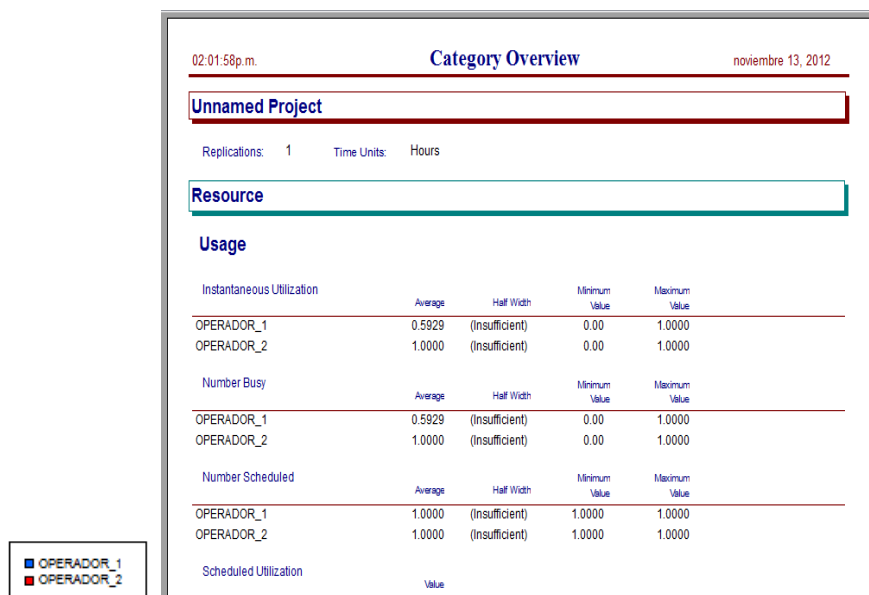 02:01:58p.m. Category Overview noviembre 13, 2012
Unnamed Project
Replications: 1 Time Units: Hours
Resource
Usage
Instantaneous Utilization Average Half Width Minimum Value Maximum Value
OPERADOR_1 0.5929 (Insufficient) 0.00 1.0000
OPERADOR_2 1.0000 (Insufficient) 0.00 1.0000
Number Busy Average Half Width Minimum Value Maximum Value
OPERADOR_1 0.5929 (Insufficient) 0.00 1.0000
OPERADOR_2 1.0000 (Insufficient) 0.00 1.0000
Number Scheduled Average Half Width Minimum Value Maximum Value
OPERADOR_1 1.0000 (Insufficient) 1.0000 1.0000
OPERADOR_2 1.0000 (Insufficient) 1.0000 1.0000
Scheduled Utilization Value
OPERADOR_1
OPERADOR_2